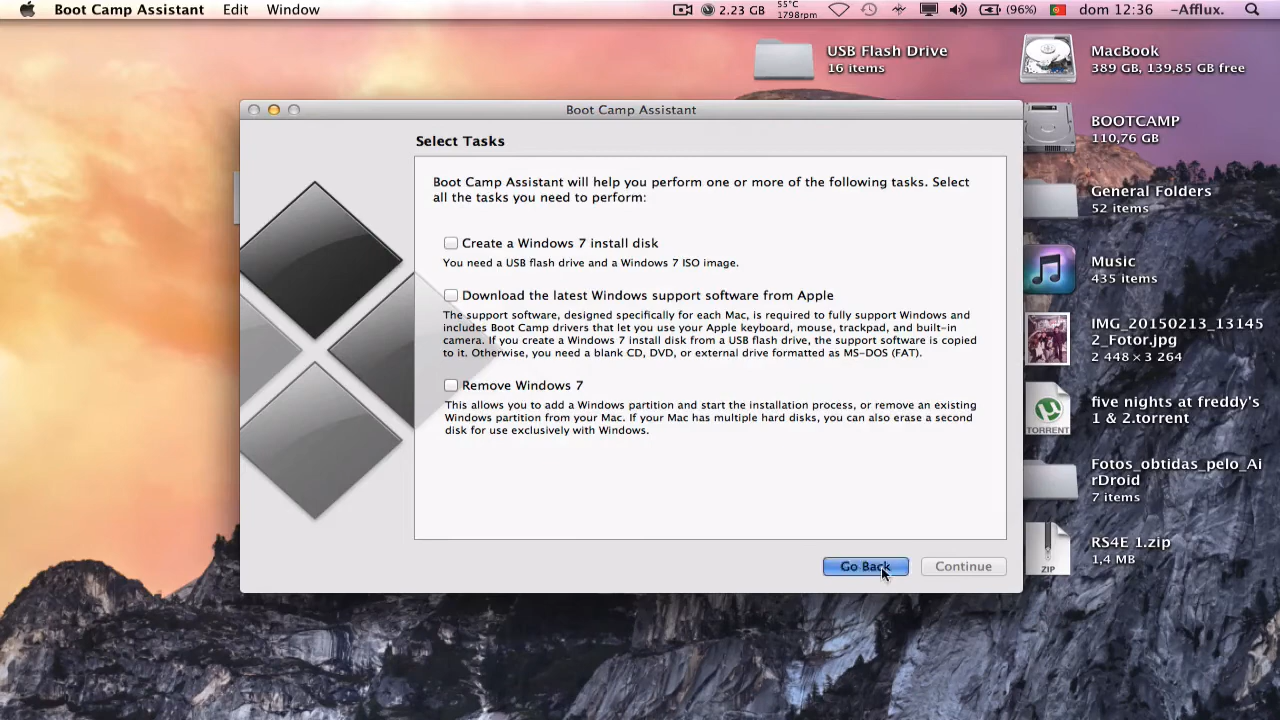 Boot Camp Assistant Edit Window 2.23 GB 55°C 1798rpm (96%) dom 12:36 -Afflux.
USB Flash Drive
16 items
MacBook
389 GB, 139,85 GB free
Boot Camp Assistant
BOOTCAMP
110,76 GB
Select Tasks
Boot Camp Assistant will help you perform one or more of the following tasks. Select
all the tasks you need to perform:
General Folders
52 items
Create a Windows 7 install disk
You need a USB flash drive and a Windows 7 ISO image.
Music
435 items
Download the latest Windows support software from Apple
The support software, designed specifically for each Mac, is required to fully support Windows and
includes Boot Camp drivers that let you use your Apple keyboard, mouse, trackpad, and built-in
camera. If you create a Windows 7 install disk from a USB flash drive, the support software is copied
to it. Otherwise, you need a blank CD, DVD, or external drive formatted as MS-DOS (FAT).
IMG_20150213_13145
2_Fotor.jpg
2 448 × 3 264
Remove Windows 7
This allows you to add a Windows partition and start the installation process, or remove an existing
Windows partition from your Mac. If your Mac has multiple hard disks, you can also erase a second
disk for use exclusively with Windows.
five nights at freddy's
1 & 2.torrent
TORRENT
Fotos_obtidas_pelo_Ai
rDroid
7 items
RS4E 1.zip
1,4 MB
ZIP
Go Back
Continue